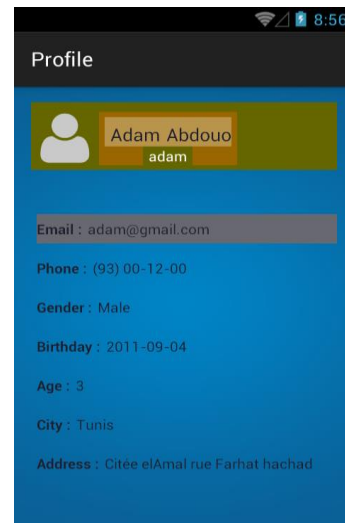 8:56
Profile
Adam Abdouo
adam
Email : adam@gmail.com
Phone : (93) 00-12-00
Gender : Male
Birthday : 2011-09-04
Age : 3
City : Tunis
Address : Citée elAmal rue Farhat hachad